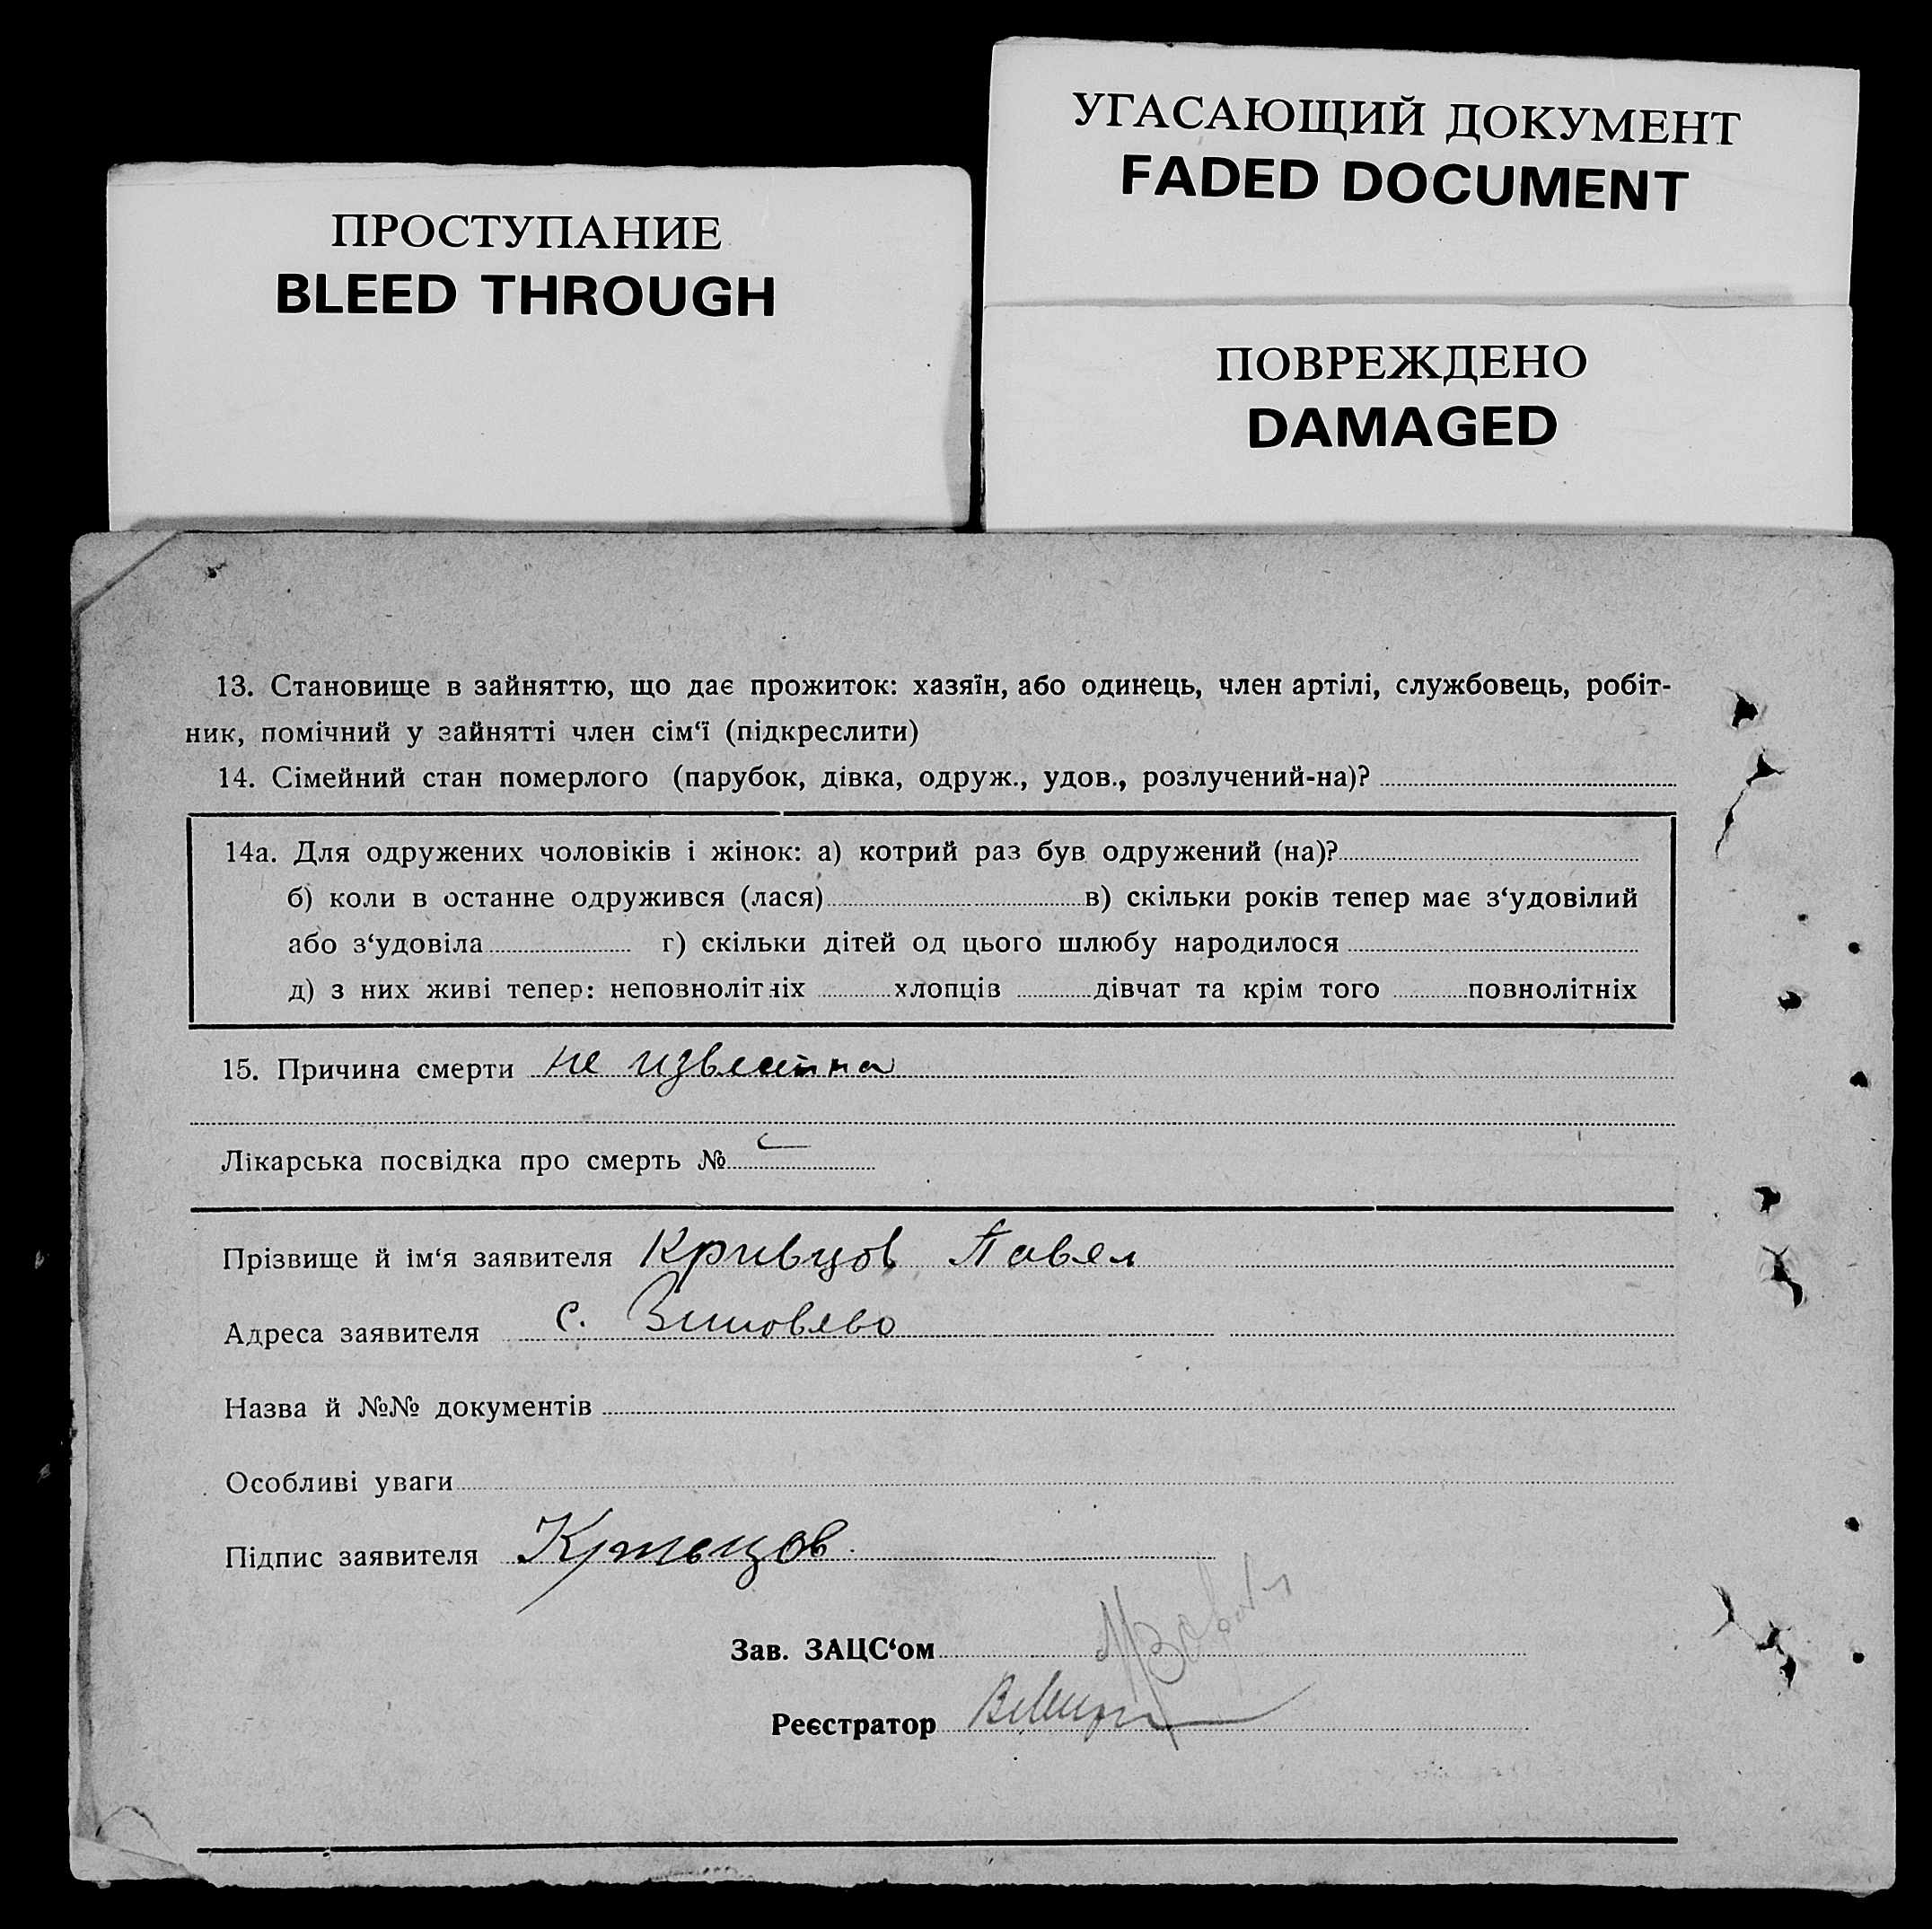 УГАСАЮЩИЙ ДОКУМЕНТ
FADED DOCUMENT
ПРОСТУПАНИЕ
BLEED THROUGH
ПОВРЕЖДЕНО
DAMAGED
13. Становище в зайняттю, що дає прожиток: хазяїн, або одинець, член артілі, службовець, робіт-
ник, помічний у зайнятті член сім‘ї (підкреслити)
14. Сімейний стан померлого (парубок, дівка, одруж., удов., розлучений-на)?
14а. Для одружених чоловіків і жінок: а) котрий раз був одружений (на)?
б) коли в останне одружився (лася) в) скільки років тепер має з‘удовілий
або з‘удовіла г) скільки дітей од цього шлюбу народилося
д) з них живі тепер: неповнолітніх хлопців дівчат та крім того повнолітніх
15. Причина смерти не известна
Лікарська посвідка про смерть №
Прізвище й ім‘я заявителя Кривцов Павел
Адреса заявителя с.
Назва й №№ документів
Особливі уваги
Підпис заявителя Кривцов
Зав. ЗАЦС‘ом
Реєстратор